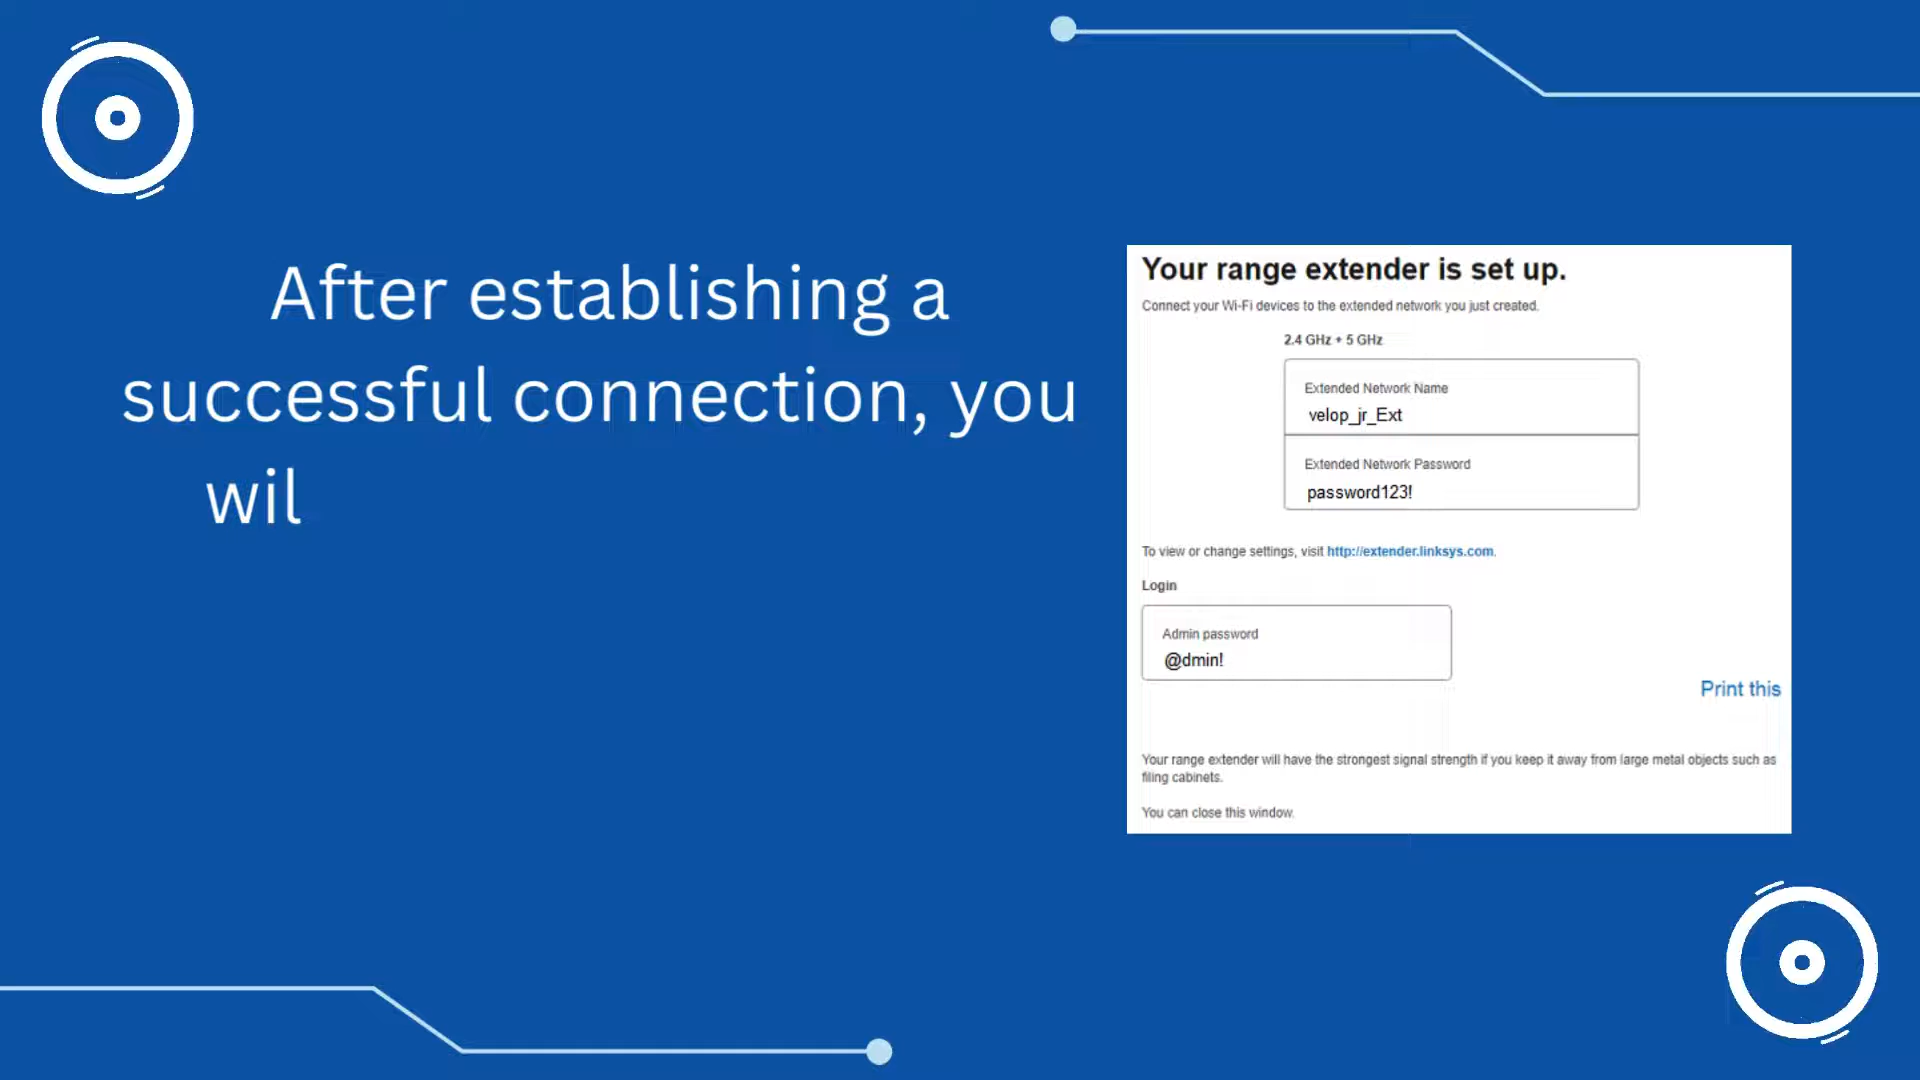 After establishing a
successful connection, you
wil
Your range extender is set up.
Connect your Wi-Fi devices to the extended network you just created.
2.4 GHz + 5 GHz
Extended Network Name
velop_jr_Ext
Extended Network Password
password123!
To view or change settings, visit http://extender.linksys.com.
Login
Admin password
@dmin!
Print this
Your range extender will have the strongest signal strength if you keep it away from large metal objects such as
filing cabinets.
You can close this window.